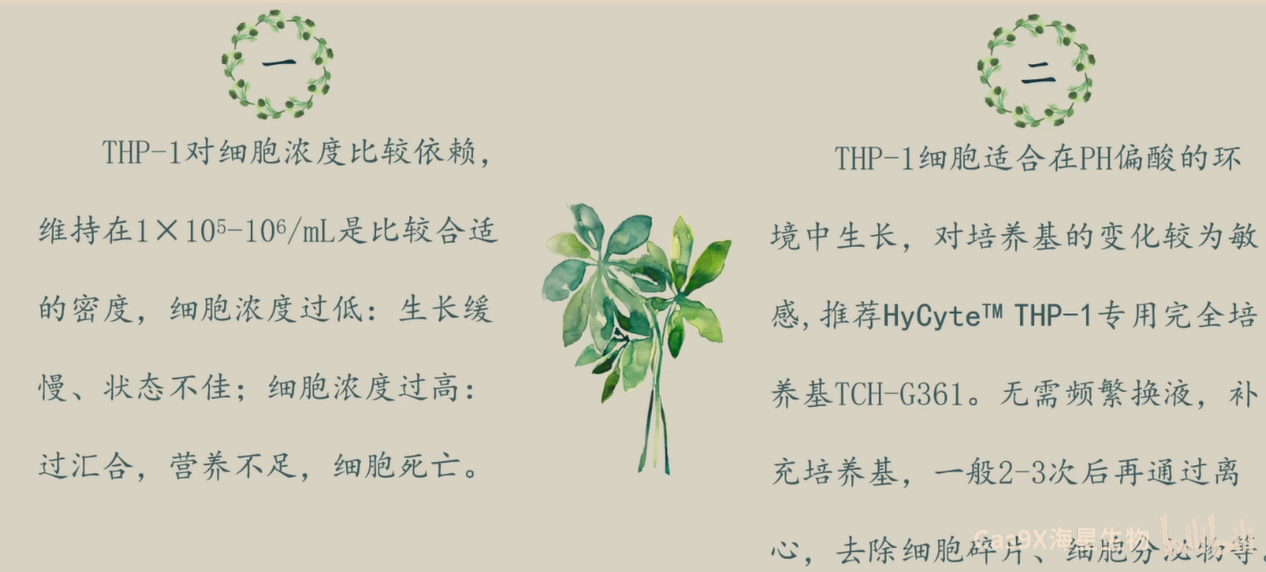 一
THP-1对细胞浓度比较依赖，
维持在1×10⁵-10⁶/mL是比较合适
的密度，细胞浓度过低：生长缓
慢、状态不佳；细胞浓度过高：
过汇合，营养不足，细胞死亡。
二
THP-1细胞适合在PH偏酸的环
境中生长，对培养基的变化较为敏
感,推荐HyCyte™ THP-1专用完全培
养基TCH-G361。无需频繁换液，补
充培养基，一般2-3次后再通过离
心，去除细胞碎片、细胞分泌物等。
Cas9X海星生物